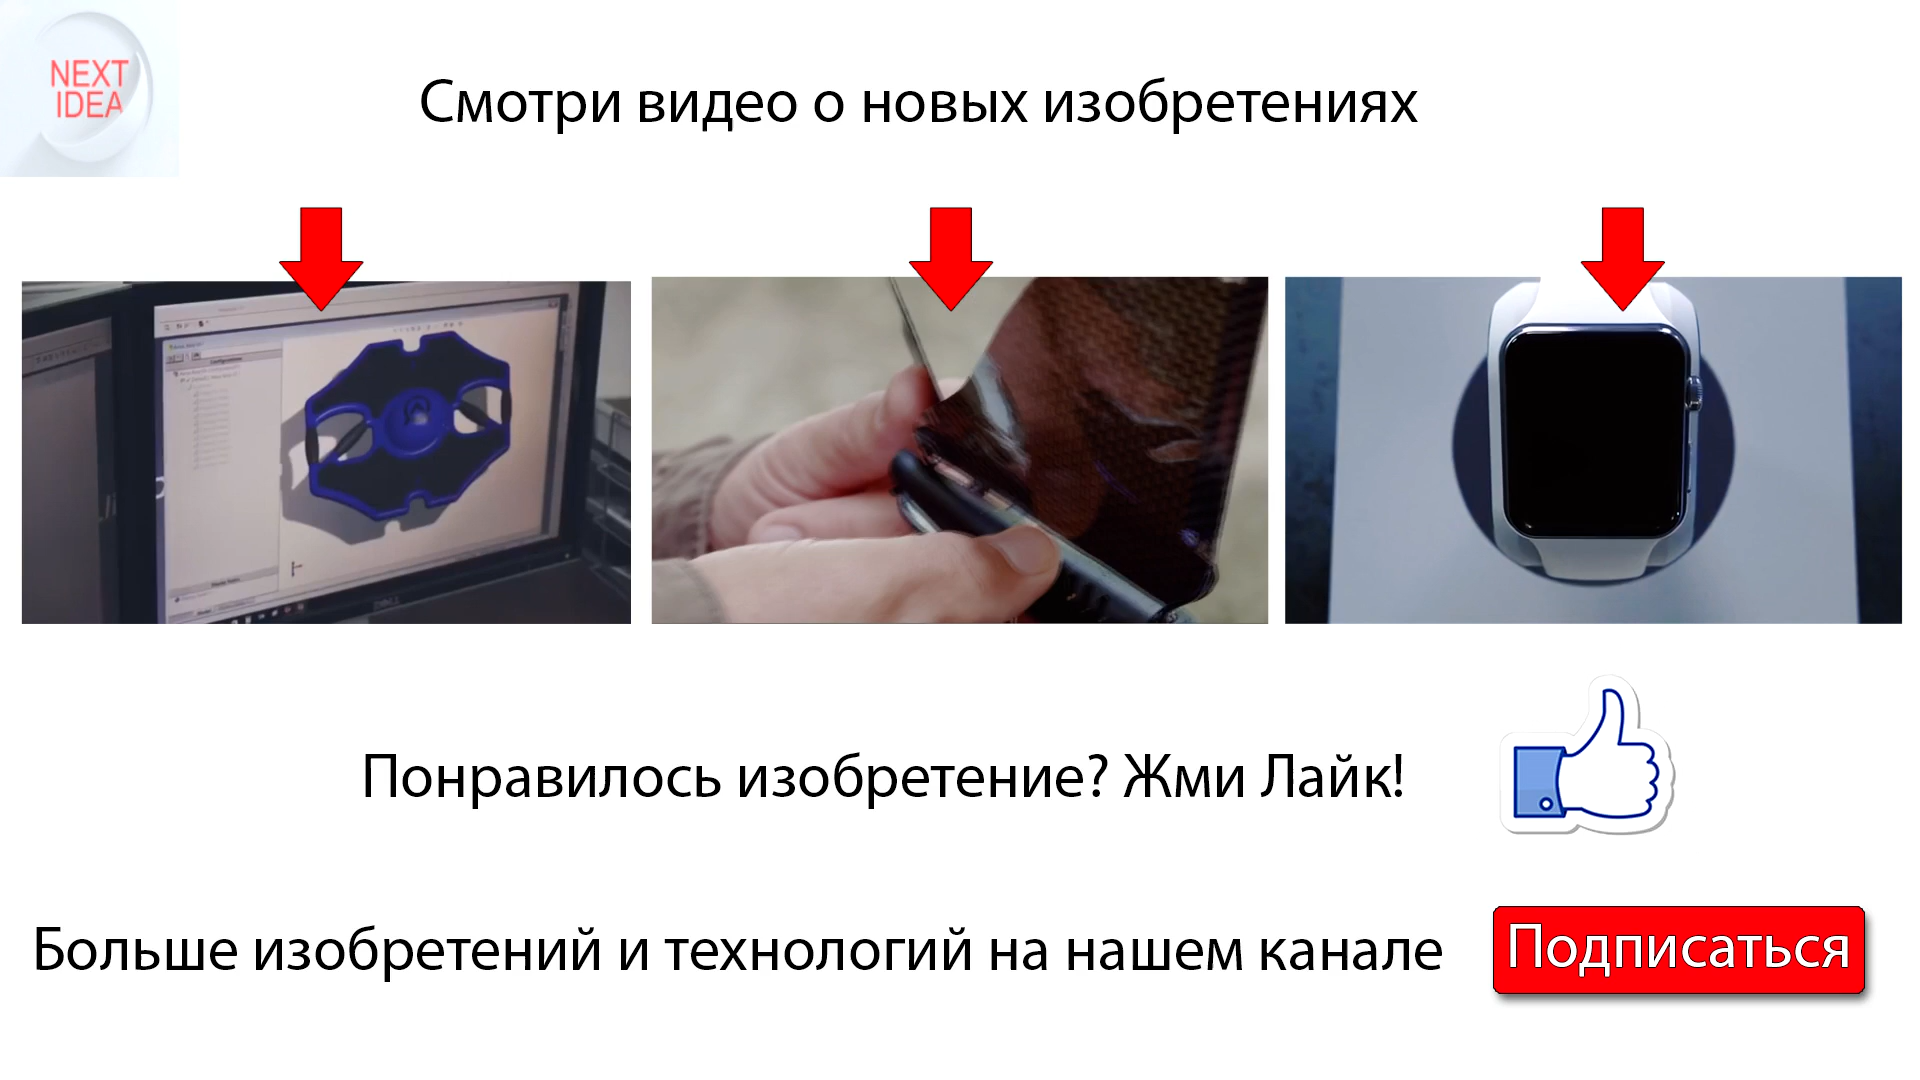 NEXT
IDEA
Смотри видео о новых изобретениях
Понравилось изобретение? Жми Лайк!
Больше изобретений и технологий на нашем канале
Подписаться